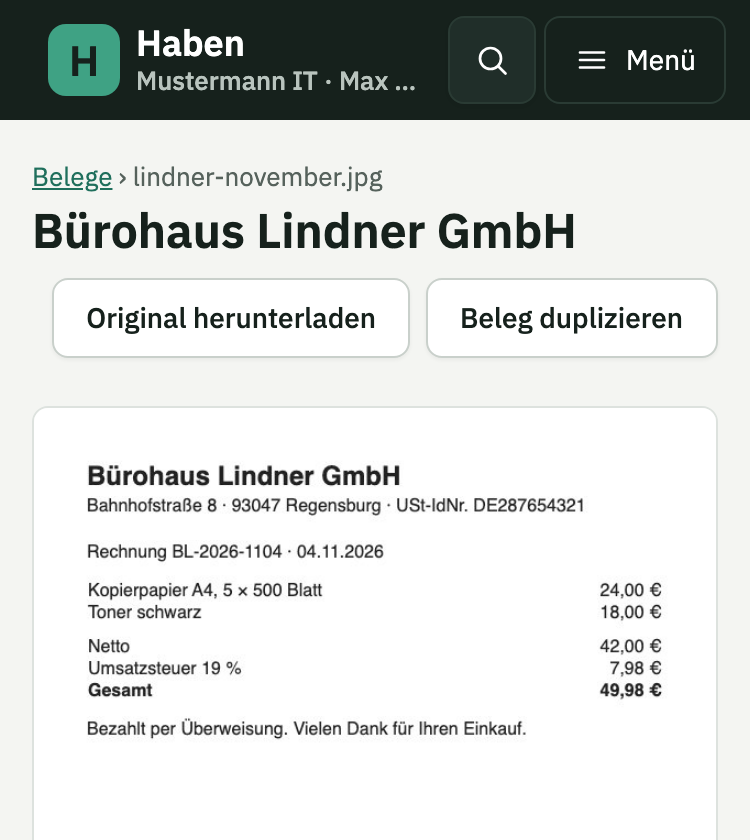 H
Haben
Mustermann IT · Max ...
Menü
Belege › lindner-november.jpg
Bürohaus Lindner GmbH
Original herunterladen
Beleg duplizieren
Bürohaus Lindner GmbH
Bahnhofstraße 8 · 93047 Regensburg · USt-IdNr. DE287654321
Rechnung BL-2026-1104 · 04.11.2026
Kopierpapier A4, 5 × 500 Blatt 24,00 €
Toner schwarz 18,00 €
Netto 42,00 €
Umsatzsteuer 19 % 7,98 €
Gesamt 49,98 €
Bezahlt per Überweisung. Vielen Dank für Ihren Einkauf.